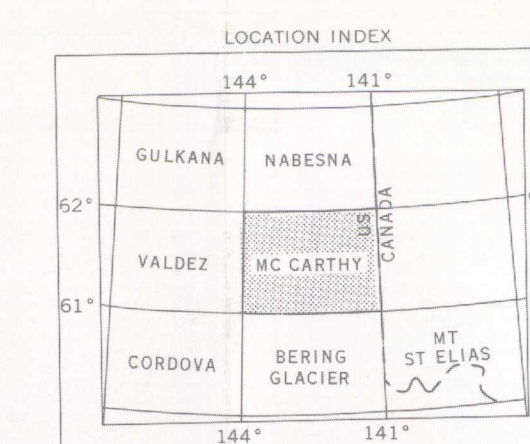 LOCATION INDEX
144° 141°
GULKANA NABESNA
62°
US
CANADA
VALDEZ MC CARTHY
61°
CORDOVA BERING GLACIER MT ST ELIAS
144° 141°